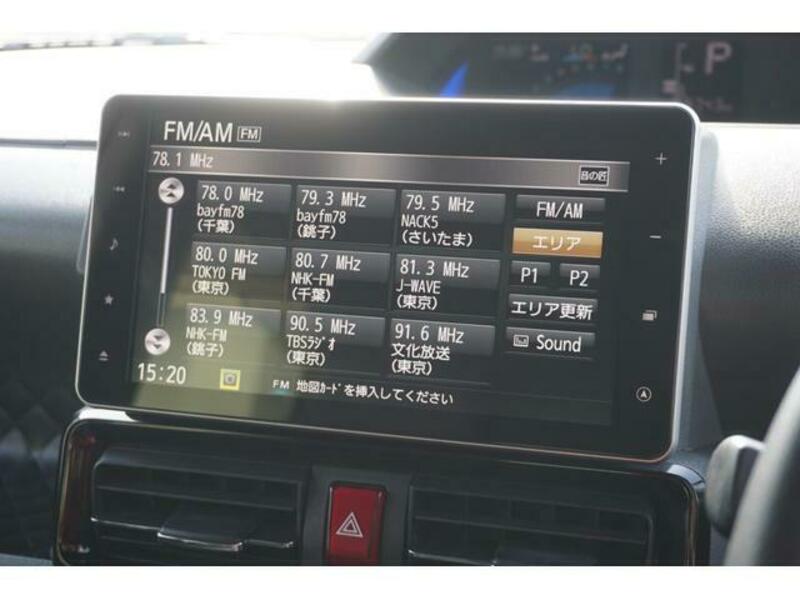 FM/AM FM
78.1 MHz
音の匠
78.0 MHz
bayfm78
(千葉)
79.3 MHz
bayfm78
(銚子)
79.5 MHz
NACK5
(さいたま)
FM/AM
エリア
80.0 MHz
TOKYO FM
(東京)
80.7 MHz
NHK-FM
(千葉)
81.3 MHz
J-WAVE
(東京)
P1
P2
エリア更新
83.9 MHz
NHK-FM
(銚子)
90.5 MHz
TBSラジオ
(東京)
91.6 MHz
文化放送
(東京)
Sound
15:20
FM 地図カードを挿入してください
P